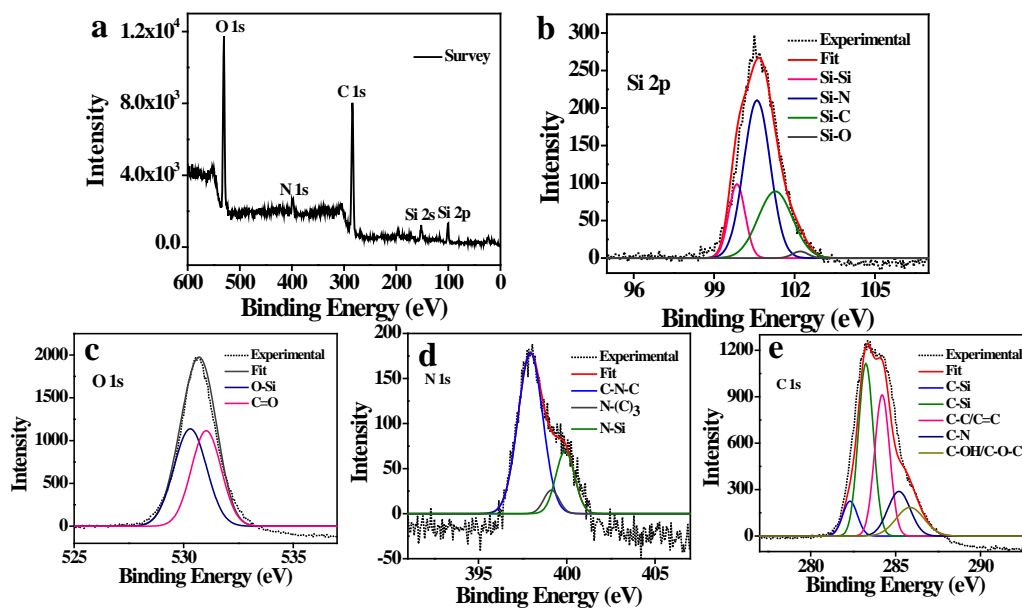 a
1.2x10⁴
8.0x10³
4.0x10³
0.0
Intensity
O 1s
N 1s
C 1s
Si 2s
Si 2p
Survey
600 500 400 300 200 100 0
Binding Energy (eV)
b
Si 2p
300
250
200
150
100
50
0
Intensity
Experimental
Fit
Si-Si
Si-N
Si-C
Si-O
96 99 102 105
Binding Energy (eV)
c
O 1s
2000
1500
1000
500
0
Intensity
Experimental
Fit
O-Si
C=O
525 530 535
Binding Energy (eV)
d
N 1s
200
150
100
50
0
-50
Intensity
Experimental
Fit
C-N-C
N-(C)₃
N-Si
395 400 405
Binding Energy (eV)
e
C 1s
1200
900
600
300
0
Intensity
Experimental
Fit
C-Si
C-Si
C-C/C=C
C-N
C-OH/C-O-C
280 285 290
Binding Energy (eV)